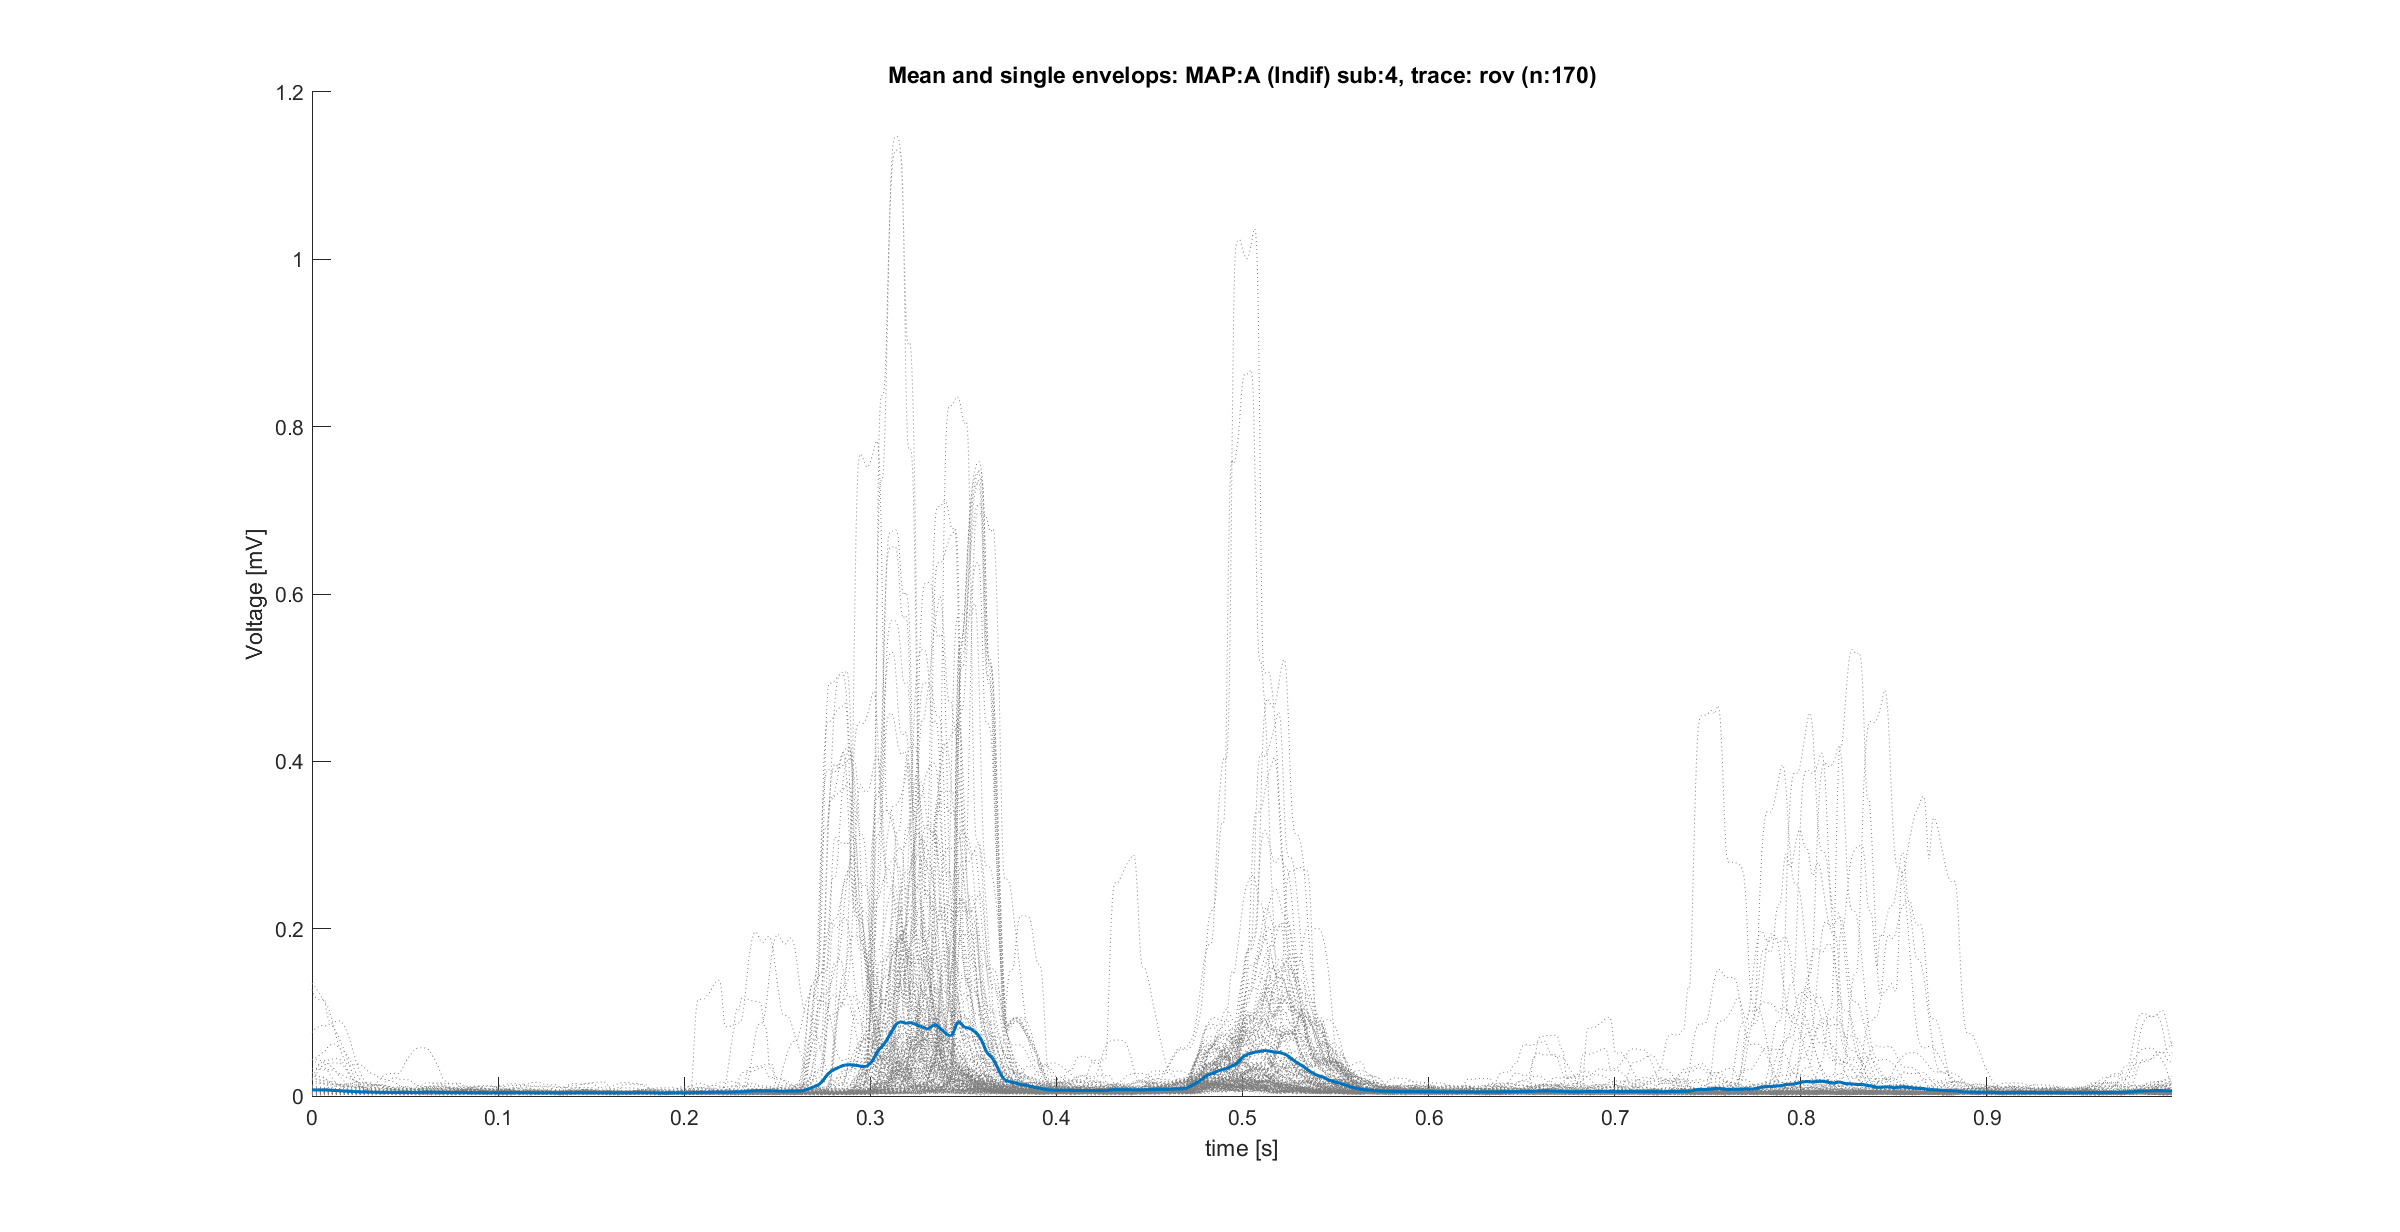 Mean and single envelops: MAP:A (Indif) sub:4, trace: rov (n:170)
1.2
1
0.8
0.6
0.4
0.2
0
Voltage [mV]
0 0.1 0.2 0.3 0.4 0.5 0.6 0.7 0.8 0.9
time [s]